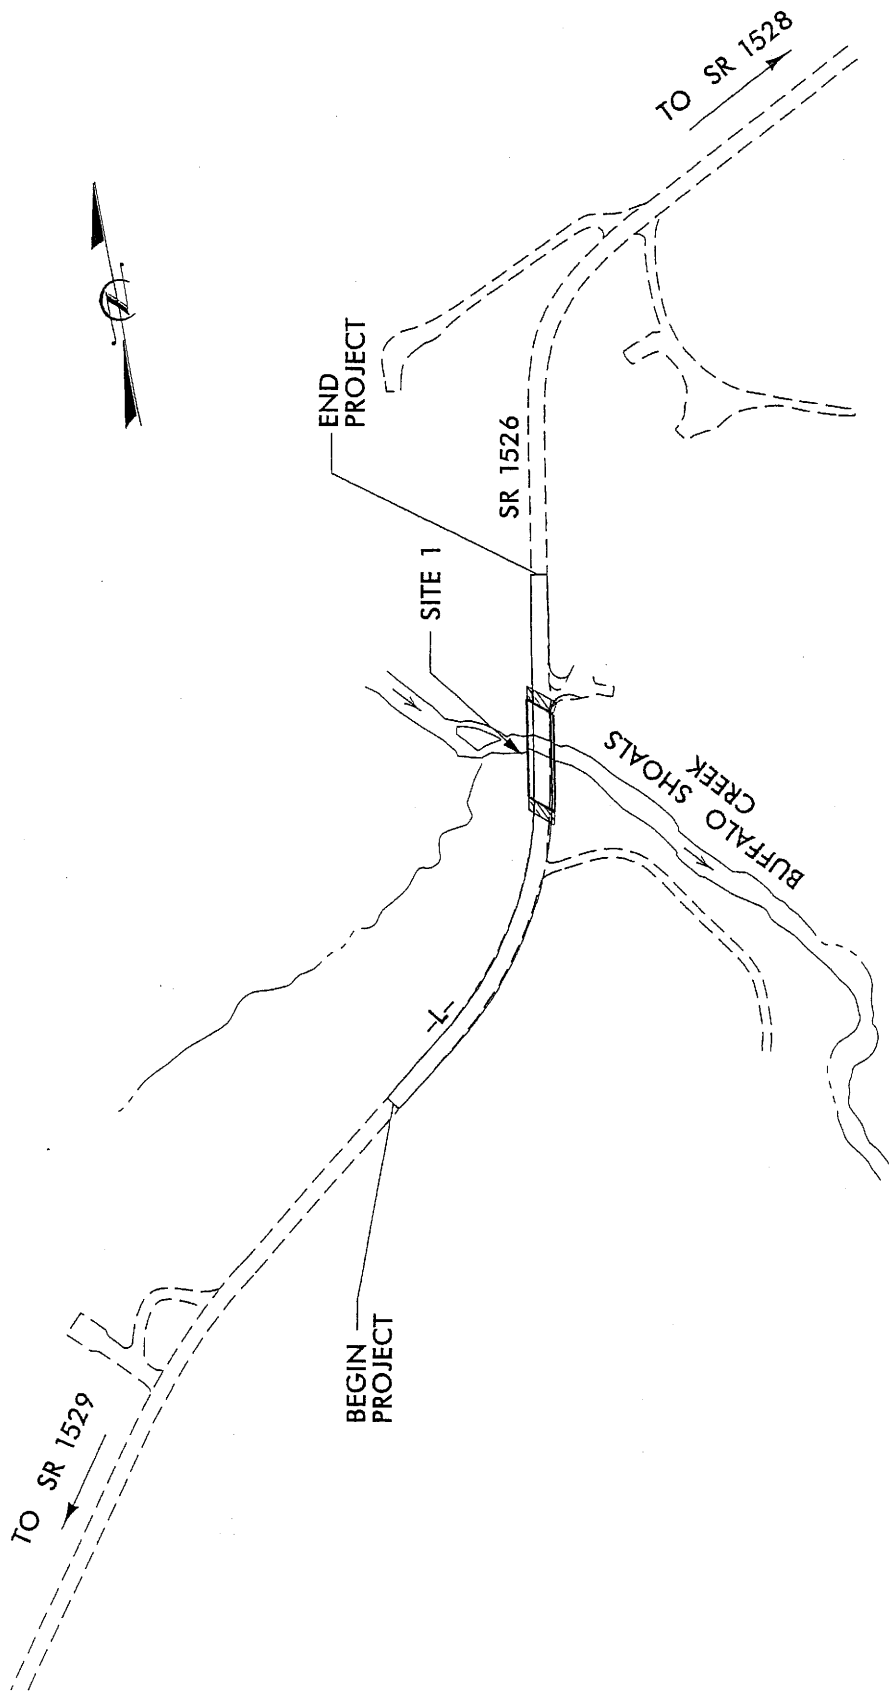 TO SR 1528
END
PROJECT
SR 1526
SITE 1
BUFFALO SHOALS
CREEK
-L-
BEGIN
PROJECT
TO SR 1529